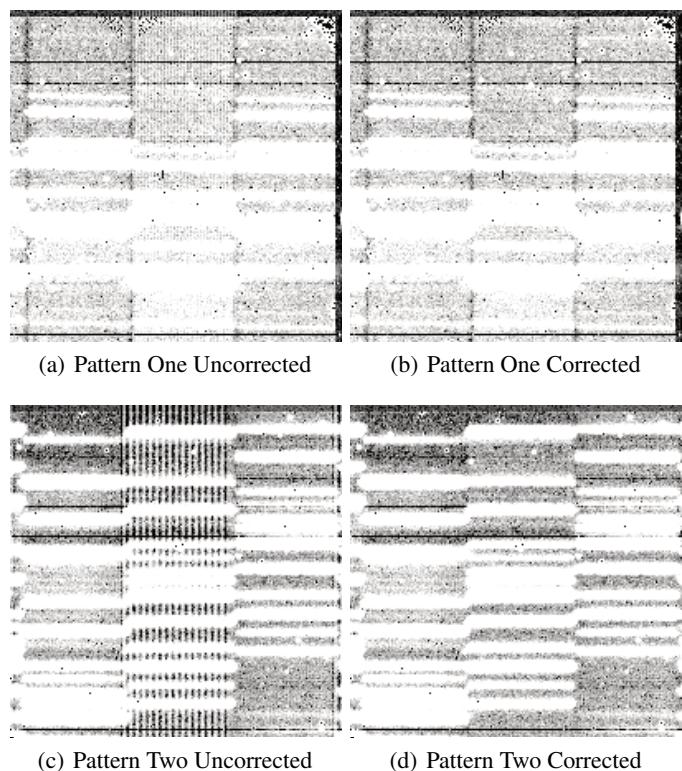 (a) Pattern One Uncorrected
(b) Pattern One Corrected
(c) Pattern Two Uncorrected
(d) Pattern Two Corrected